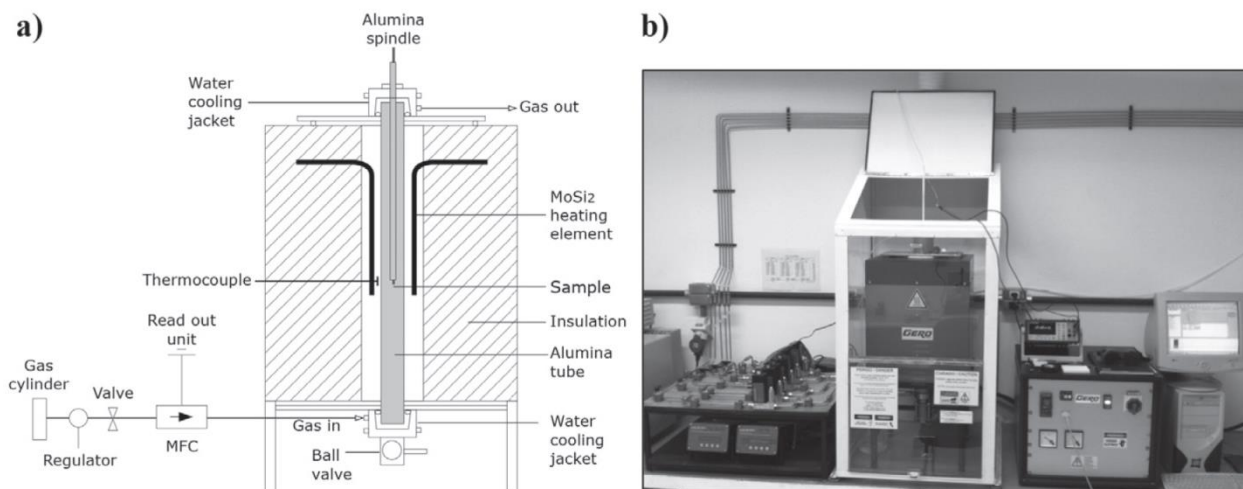 a)
Alumina
spindle
Water
cooling
jacket
Gas out
MoSi2
heating
element
Thermocouple
Sample
Read out
unit
Insulation
Alumina
tube
Gas
cylinder
Valve
Gas in
MFC
Regulator
Ball
valve
Water
cooling
jacket
b)
GERO